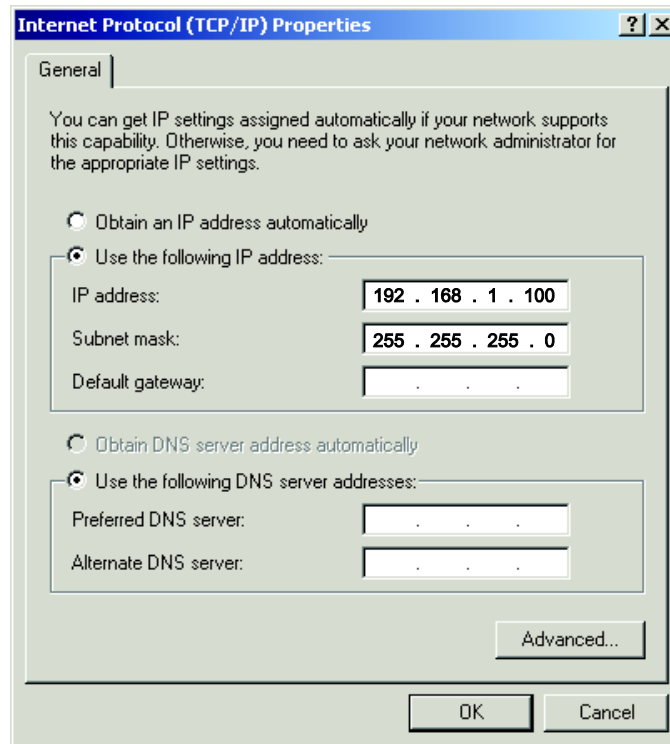 Internet Protocol (TCP/IP) Properties
General
You can get IP settings assigned automatically if your network supports
this capability. Otherwise, you need to ask your network administrator for
the appropriate IP settings.
Obtain an IP address automatically
Use the following IP address:
IP address: 192 . 168 . 1 . 100
Subnet mask: 255 . 255 . 255 . 0
Default gateway: . . .
Obtain DNS server address automatically
Use the following DNS server addresses:
Preferred DNS server: . . .
Alternate DNS server: . . .
Advanced...
OK Cancel